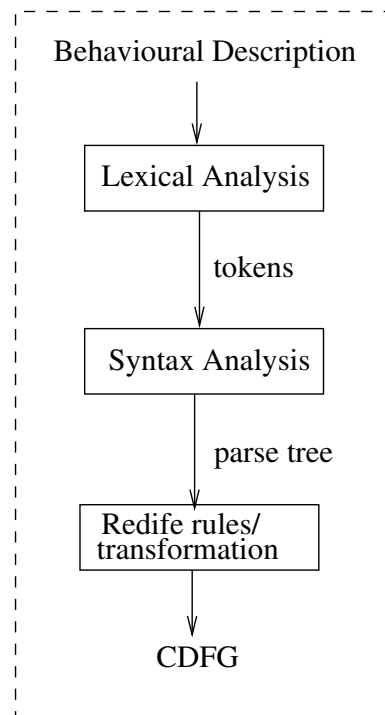 Behavioural Description
Lexical Analysis
tokens
Syntax Analysis
parse tree
Redife rules/
transformation
CDFG